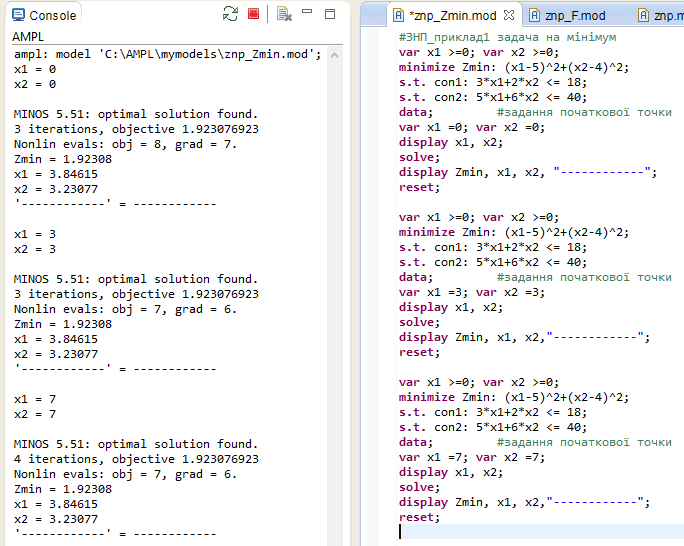 Console
AMPL
ampl: model 'C:\AMPL\mymodels\znp_Zmin.mod';
x1 = 0
x2 = 0
MINOS 5.51: optimal solution found.
3 iterations, objective 1.923076923
Nonlin evals: obj = 8, grad = 7.
Zmin = 1.92308
x1 = 3.84615
x2 = 3.23077
'------------' = ------------
x1 = 3
x2 = 3
MINOS 5.51: optimal solution found.
3 iterations, objective 1.923076923
Nonlin evals: obj = 7, grad = 6.
Zmin = 1.92308
x1 = 3.84615
x2 = 3.23077
'------------' = ------------
x1 = 7
x2 = 7
MINOS 5.51: optimal solution found.
4 iterations, objective 1.923076923
Nonlin evals: obj = 7, grad = 6.
Zmin = 1.92308
x1 = 3.84615
x2 = 3.23077
'------------' = ------------
*znp_Zmin.mod
znp_F.mod
znp.m
#ЗНП_приклад1 задача на мінімум
var x1 >=0; var x2 >=0;
minimize Zmin: (x1-5)^2+(x2-4)^2;
s.t. con1: 3*x1+2*x2 <= 18;
s.t. con2: 5*x1+6*x2 <= 40;
data; #задання початкової точки
var x1 =0; var x2 =0;
display x1, x2;
solve;
display Zmin, x1, x2, "------------";
reset;
var x1 >=0; var x2 >=0;
minimize Zmin: (x1-5)^2+(x2-4)^2;
s.t. con1: 3*x1+2*x2 <= 18;
s.t. con2: 5*x1+6*x2 <= 40;
data; #задання початкової точки
var x1 =3; var x2 =3;
display x1, x2;
solve;
display Zmin, x1, x2,"------------";
reset;
var x1 >=0; var x2 >=0;
minimize Zmin: (x1-5)^2+(x2-4)^2;
s.t. con1: 3*x1+2*x2 <= 18;
s.t. con2: 5*x1+6*x2 <= 40;
data; #задання початкової точки
var x1 =7; var x2 =7;
display x1, x2;
solve;
display Zmin, x1, x2,"------------";
reset;